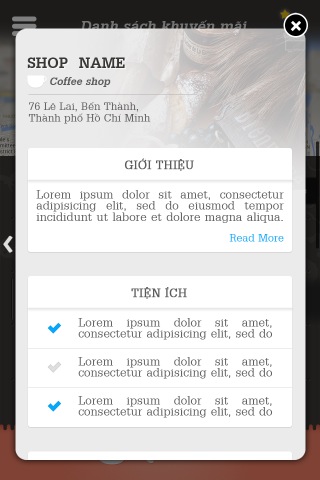 Danh sách khuyến mãi
SHOP NAME
Coffee shop
76 Lê Lai, Bến Thành,
Thành phố Hồ Chí Minh
GIỚI THIỆU
Lorem ipsum dolor sit amet, consectetur
adipisicing elit, sed do eiusmod tempor
incididunt ut labore et dolore magna aliqua.
Read More
TIỆN ÍCH
Lorem ipsum dolor sit amet,
consectetur adipisicing elit, sed do
Lorem ipsum dolor sit amet,
consectetur adipisicing elit, sed do
Lorem ipsum dolor sit amet,
consectetur adipisicing elit, sed do